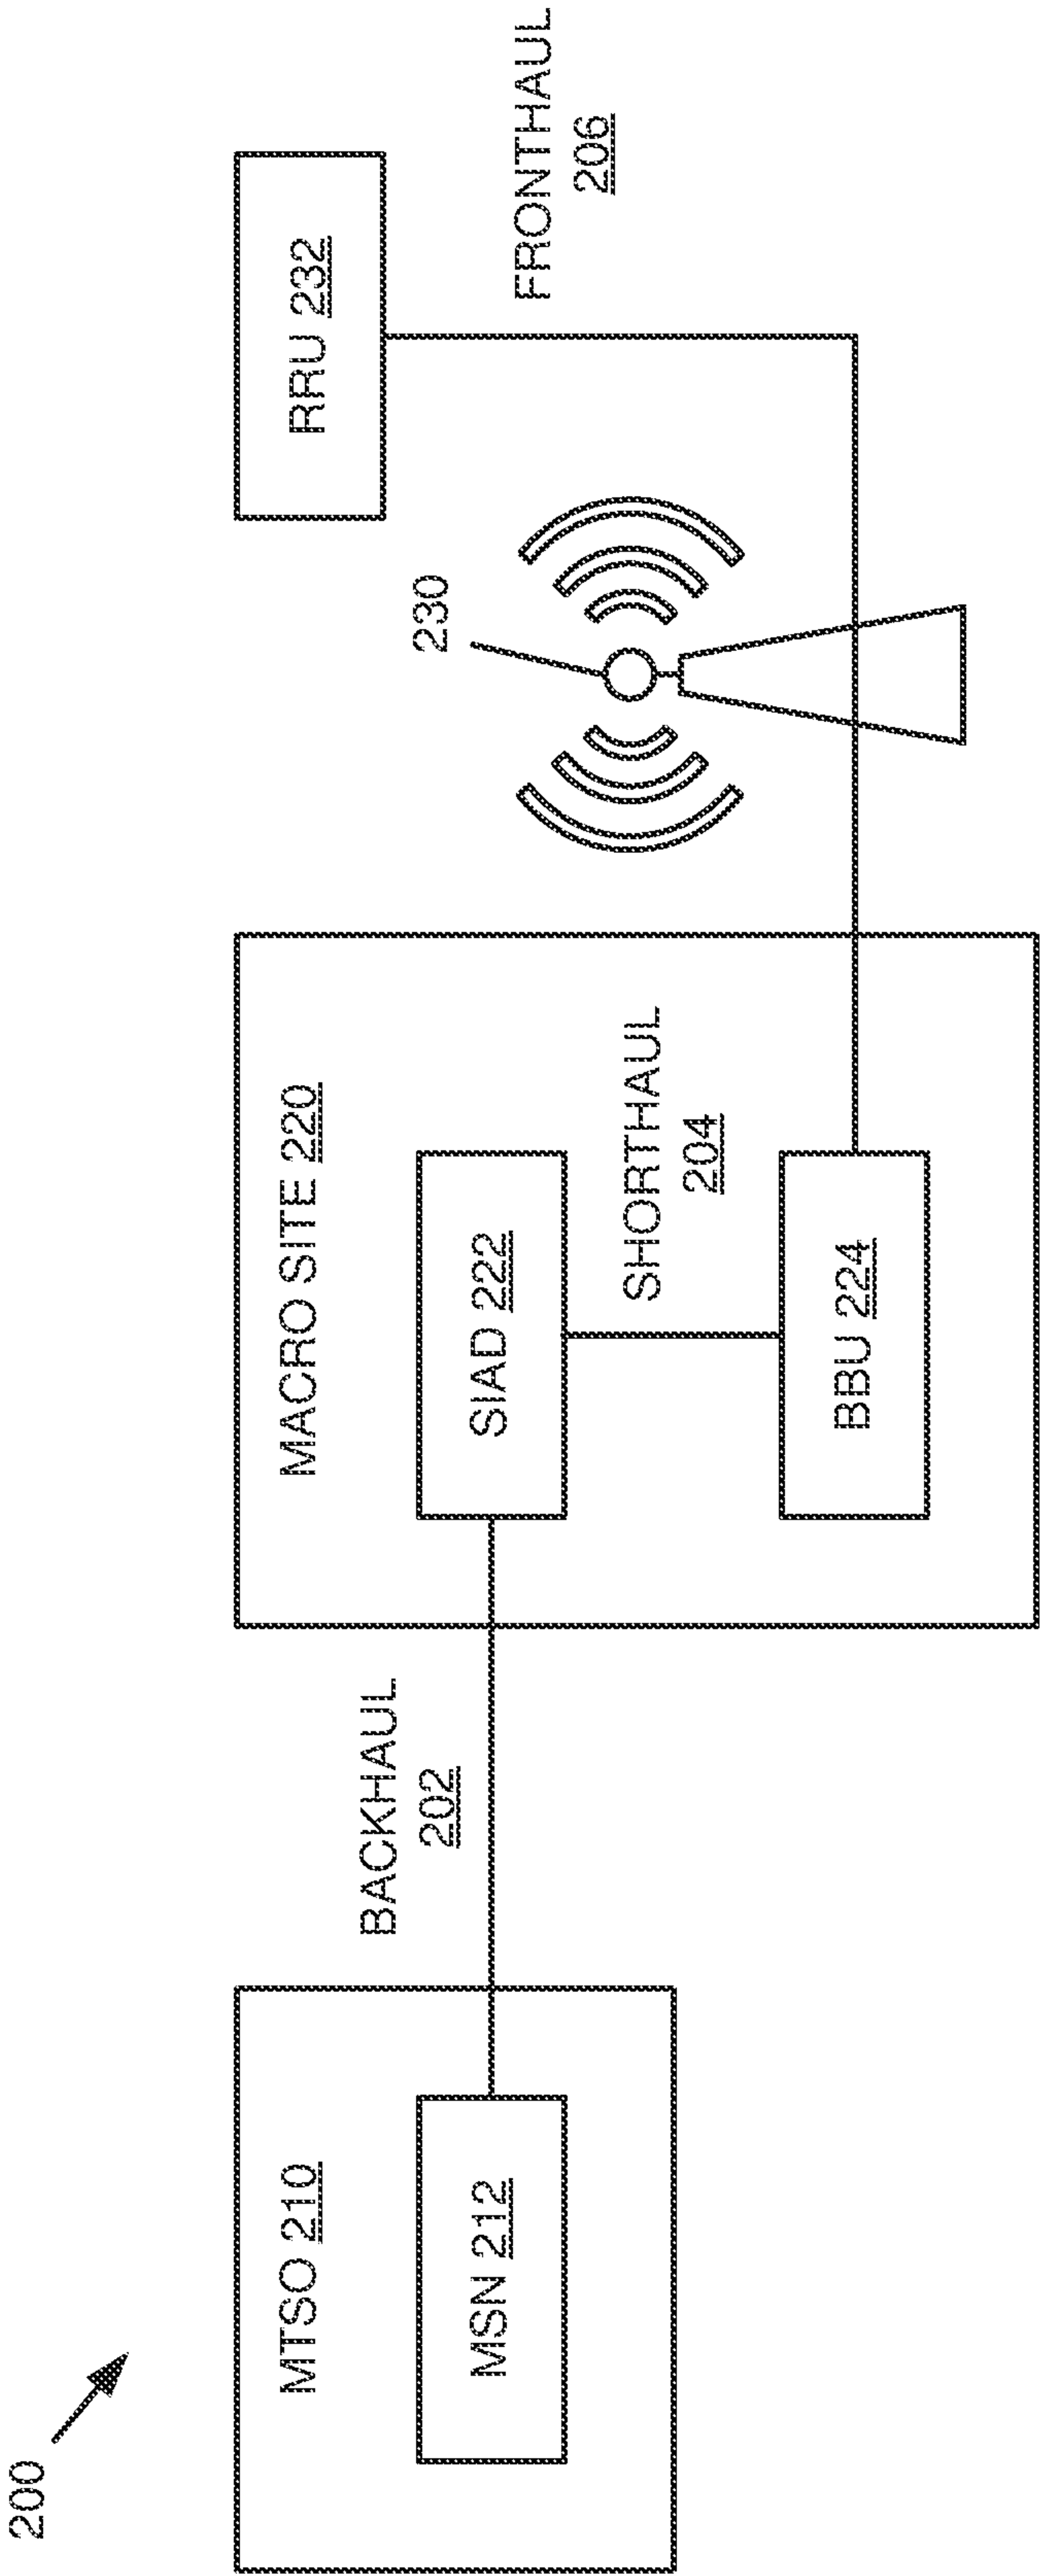 200
MTSO 210
MSN 212
BACKHAUL
202
MACRO SITE 220
SIAD 222
SHORTHAUL
204
BBU 224
230
RRU 232
FRONTHAUL
206